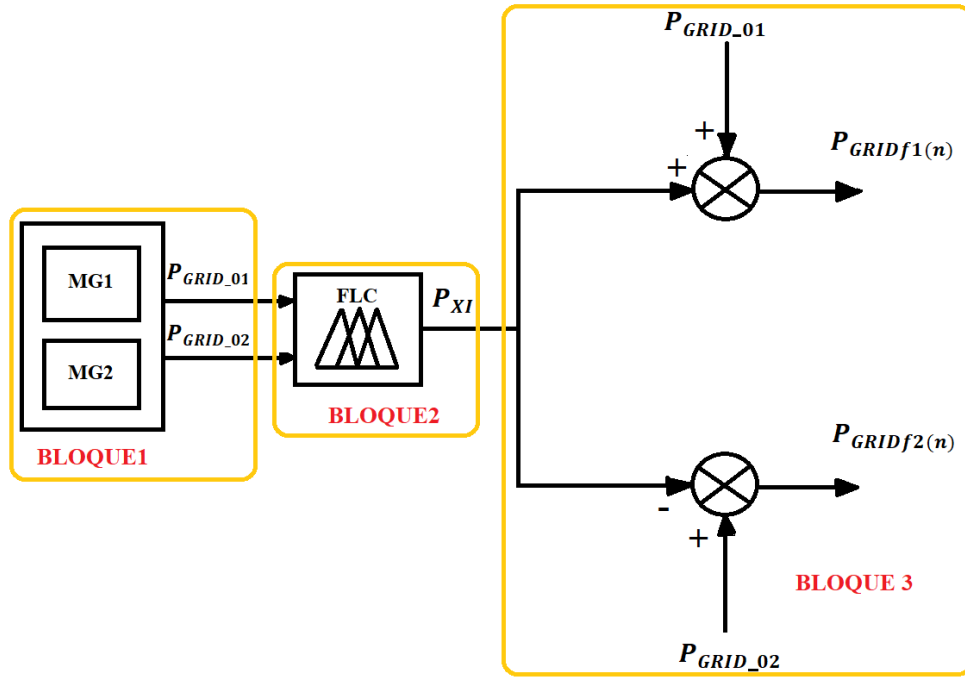 P_GRID_01
+
+
P_GRIDf1(n)
MG1
MG2
P_GRID_01
P_GRID_02
BLOQUE1
FLC
BLOQUE2
P_XI
-
+
P_GRIDf2(n)
BLOQUE 3
P_GRID_02